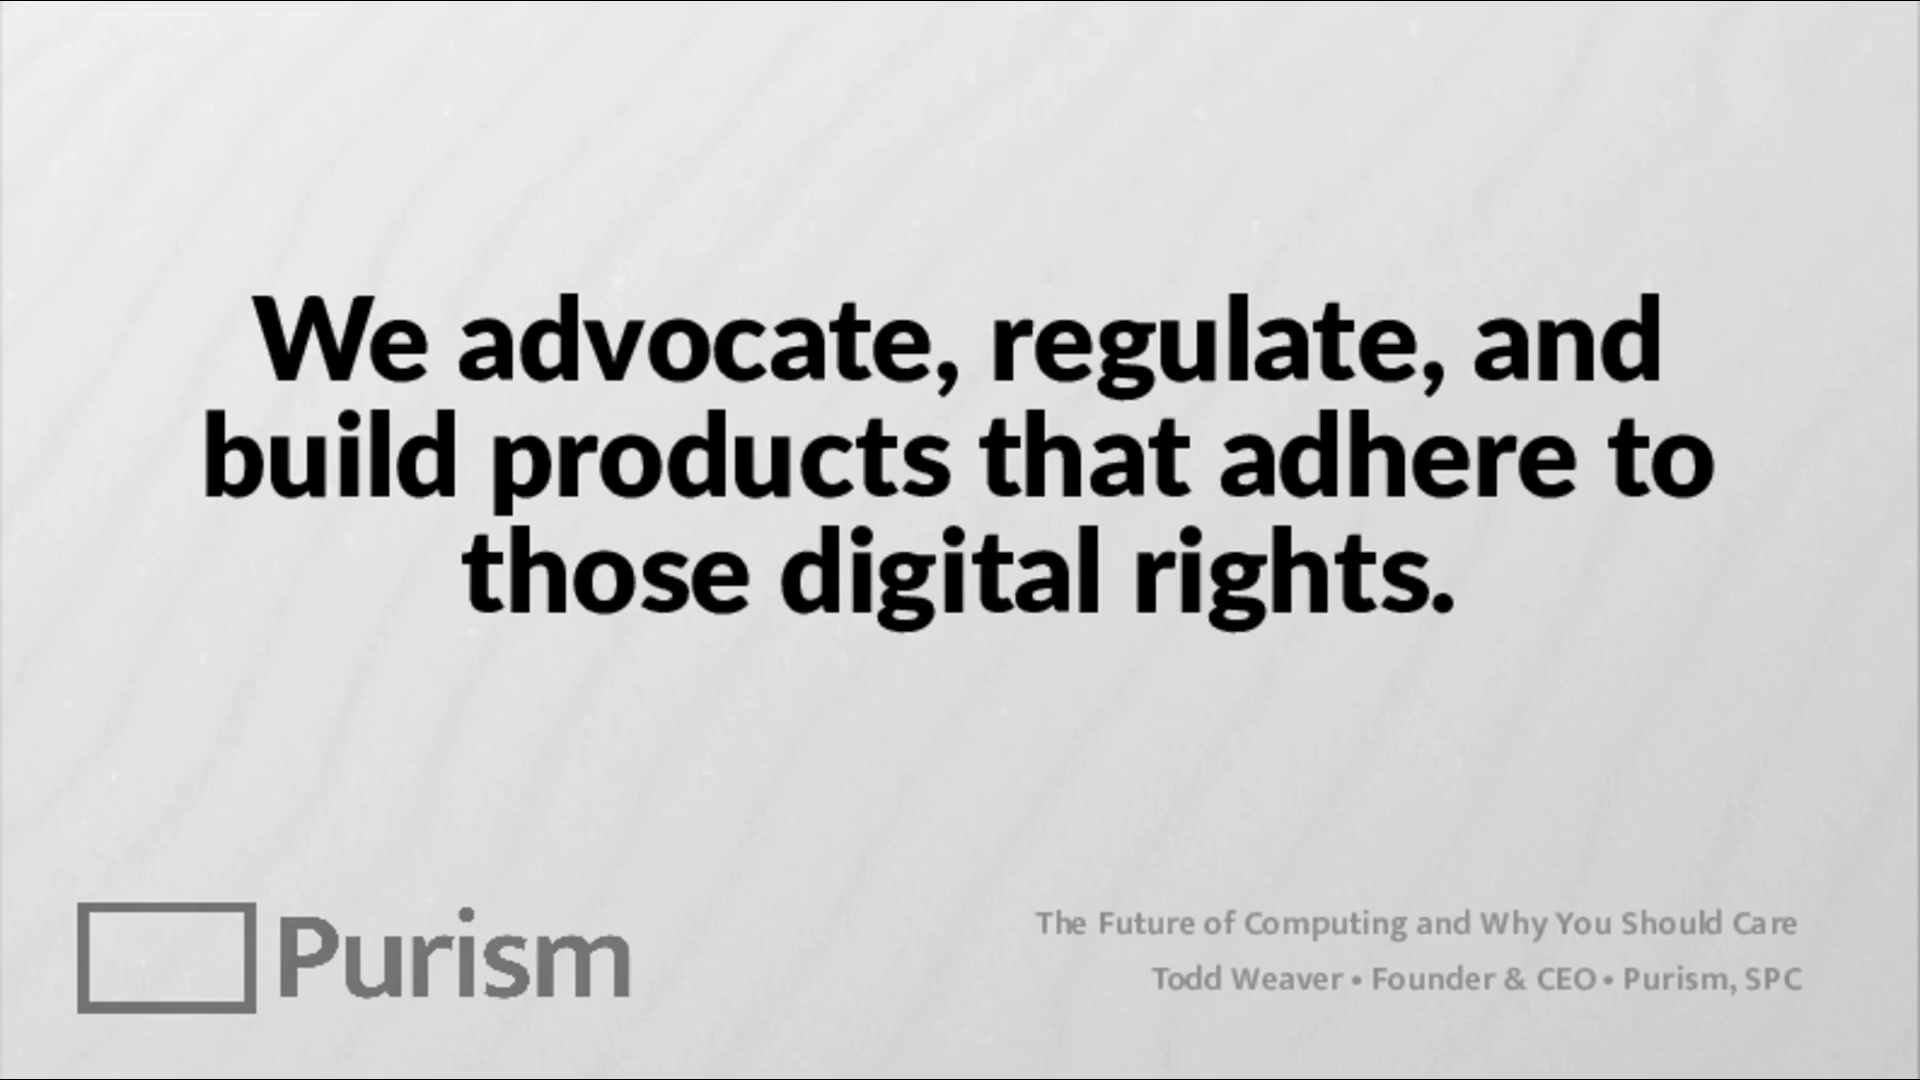 We advocate, regulate, and
build products that adhere to
those digital rights.
Purism
The Future of Computing and Why You Should Care
Todd Weaver • Founder & CEO • Purism, SPC